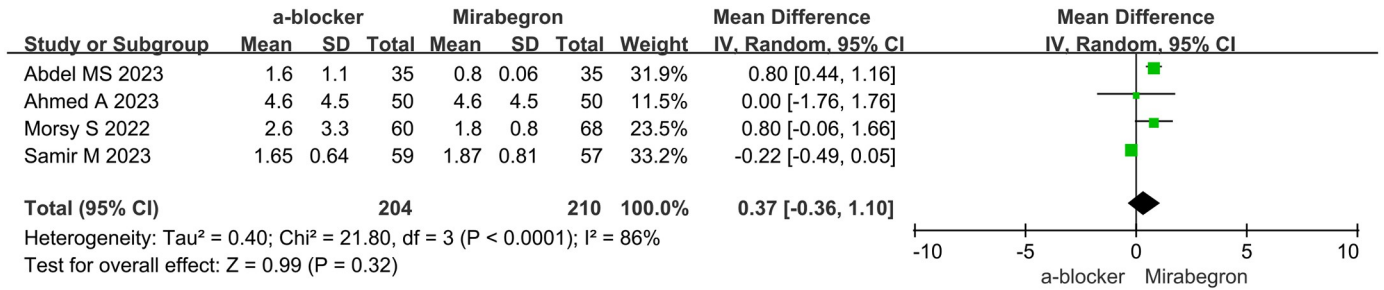 a-blocker Mirabegron Mean Difference Mean Difference
Study or Subgroup Mean SD Total Mean SD Total Weight IV, Random, 95% CI IV, Random, 95% CI
Abdel MS 2023 1.6 1.1 35 0.8 0.06 35 31.9% 0.80 [0.44, 1.16]
Ahmed A 2023 4.6 4.5 50 4.6 4.5 50 11.5% 0.00 [-1.76, 1.76]
Morsy S 2022 2.6 3.3 60 1.8 0.8 68 23.5% 0.80 [-0.06, 1.66]
Samir M 2023 1.65 0.64 59 1.87 0.81 57 33.2% -0.22 [-0.49, 0.05]
Total (95% CI) 204 210 100.0% 0.37 [-0.36, 1.10]
Heterogeneity: Tau² = 0.40; Chi² = 21.80, df = 3 (P < 0.0001); I² = 86%
Test for overall effect: Z = 0.99 (P = 0.32)
-10 -5 0 5 10
a-blocker Mirabegron